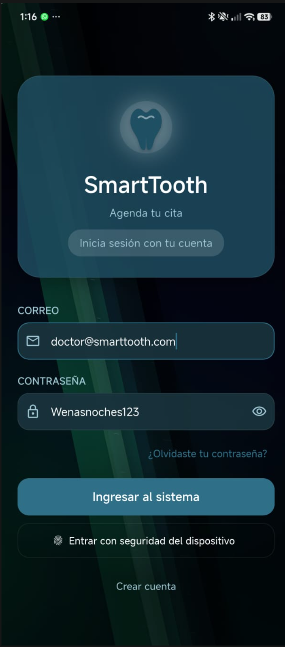 1:16
83
SmartTooth
Agenda tu cita
Inicia sesión con tu cuenta
CORREO
doctor@smarttooth.com
CONTRASEÑA
Wenasnoches123
¿Olvidaste tu contraseña?
Ingresar al sistema
Entrar con seguridad del dispositivo
Crear cuenta